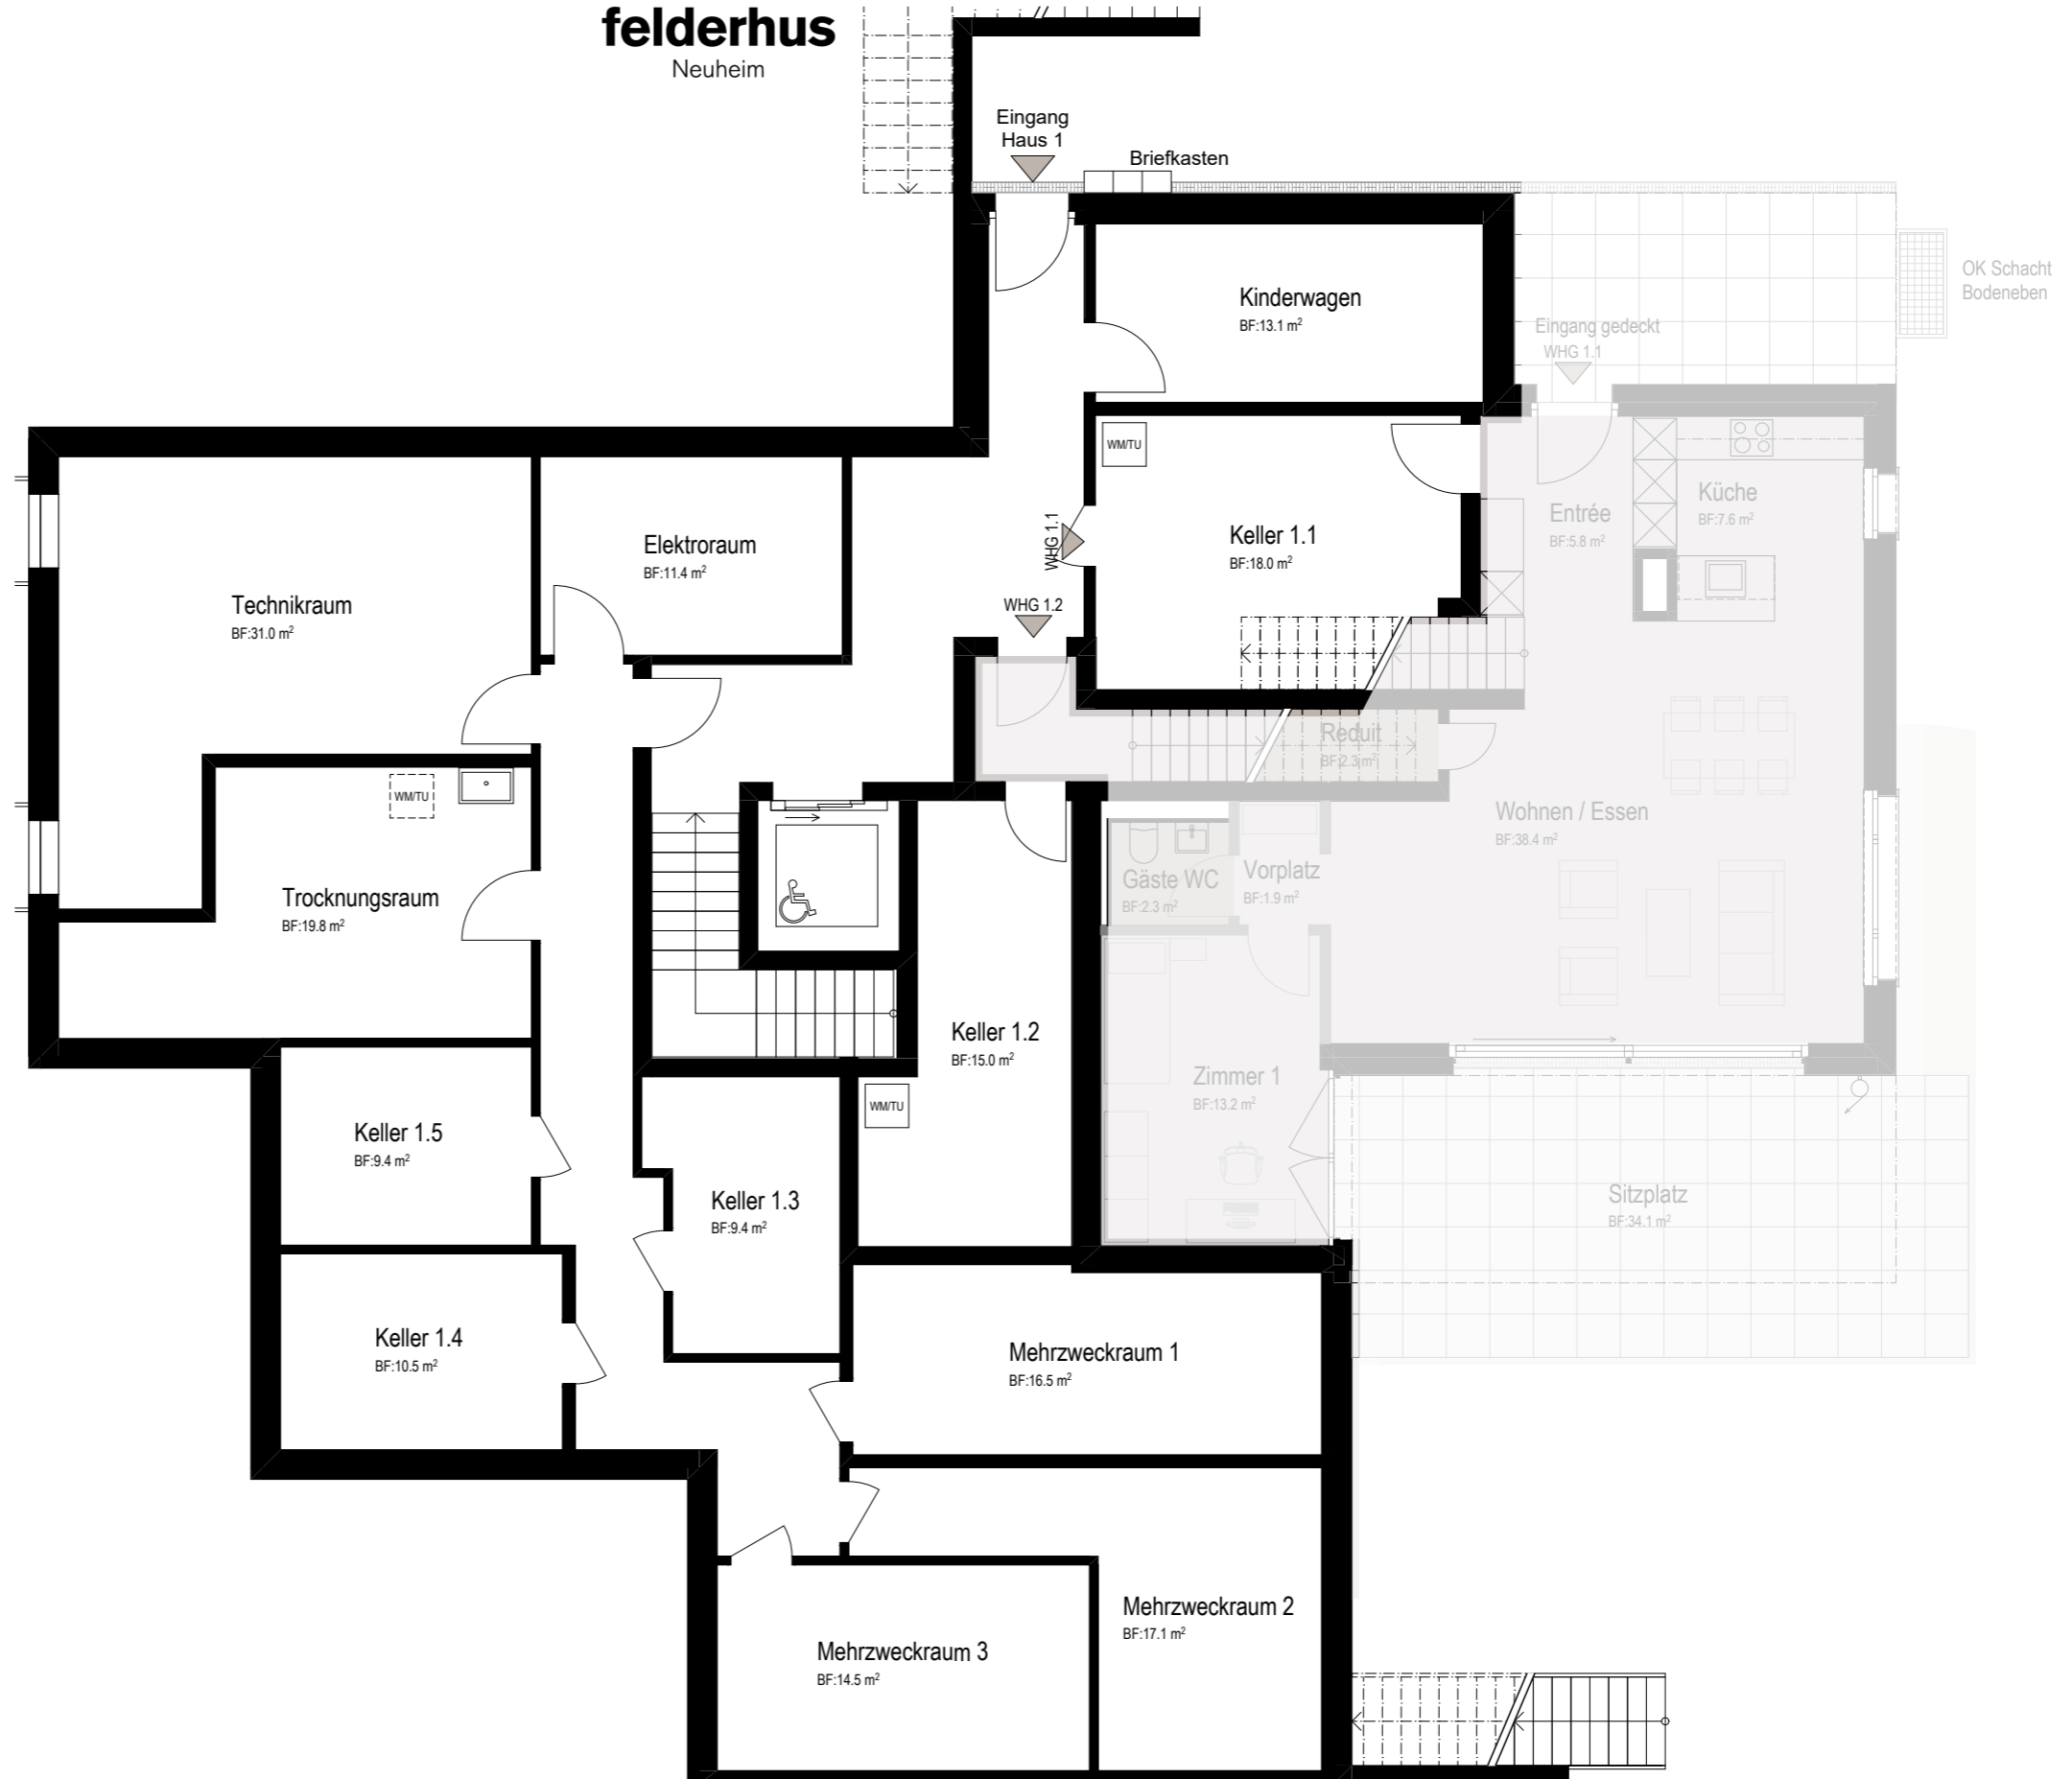 felderhus
Neuheim
Eingang
Haus 1
Briefkasten
Kinderwagen
BF:13.1 m²
OK Schacht
Bodeneben
Eingang gedeckt
WHG 1.1
WM/TU
Keller 1.1
BF:18.0 m²
WHG 1.1
WHG 1.2
Entrée
BF:5.8 m²
Küche
BF:7.6 m²
Elektroraum
BF:11.4 m²
Technikraum
BF:31.0 m²
Reduit
BF:2.3 m²
Wohnen / Essen
BF:38.4 m²
WM/TU
Trocknungsraum
BF:19.8 m²
Gäste WC
BF:2.3 m²
Vorplatz
BF:1.9 m²
Keller 1.2
BF:15.0 m²
WM/TU
Zimmer 1
BF:13.2 m²
Keller 1.5
BF:9.4 m²
Keller 1.3
BF:9.4 m²
Sitzplatz
BF:34.1 m²
Keller 1.4
BF:10.5 m²
Mehrzweckraum 1
BF:16.5 m²
Mehrzweckraum 2
BF:17.1 m²
Mehrzweckraum 3
BF:14.5 m²